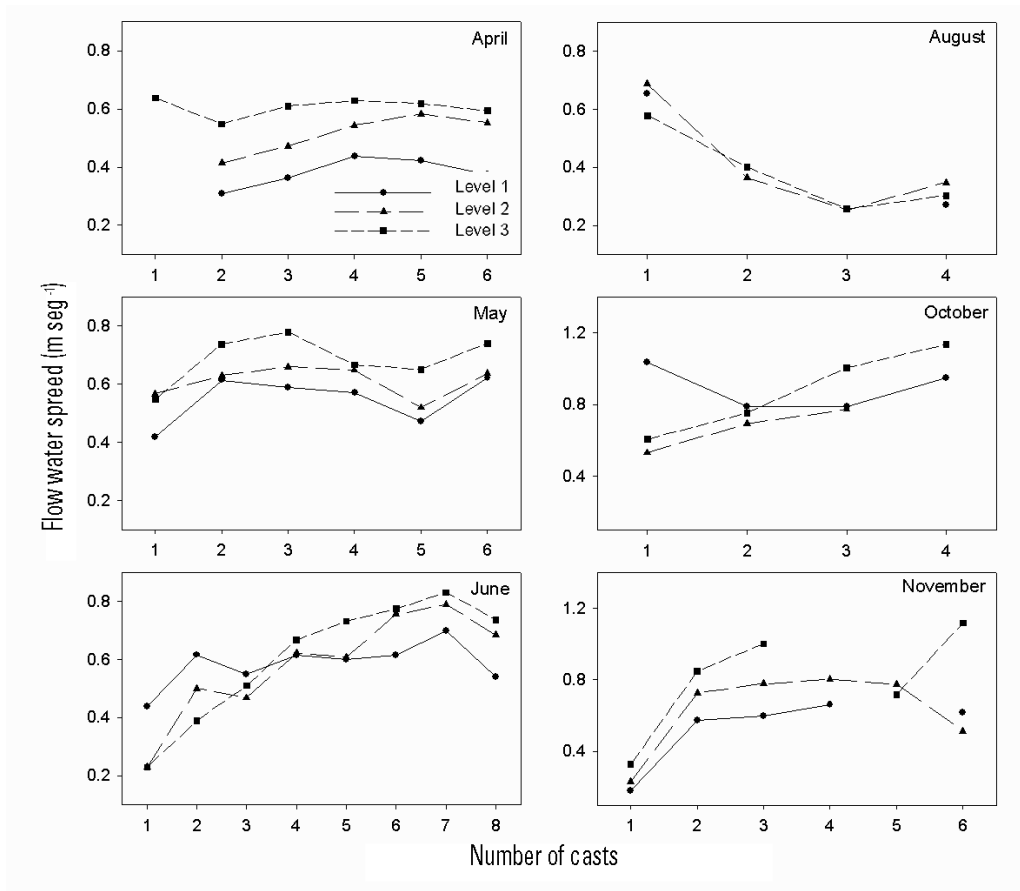 April
0.8
0.6
0.4
0.2
Level 1
Level 2
Level 3
1 2 3 4 5 6
August
0.8
0.6
0.4
0.2
1 2 3 4
Flow water spreed (m seg⁻¹)
May
0.8
0.6
0.4
0.2
1 2 3 4 5 6
October
1.2
0.8
0.4
1 2 3 4
June
0.8
0.6
0.4
0.2
1 2 3 4 5 6 7 8
November
1.2
0.8
0.4
1 2 3 4 5 6
Number of casts